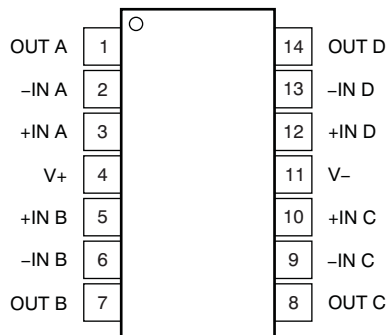 OUT A 1 14 OUT D
−IN A 2 13 −IN D
+IN A 3 12 +IN D
V+ 4 11 V−
+IN B 5 10 +IN C
−IN B 6 9 −IN C
OUT B 7 8 OUT C